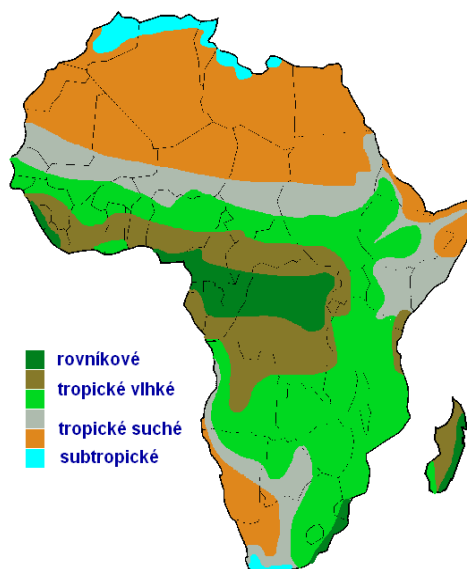 rovníkové
tropické vlhké
tropické suché
subtropické